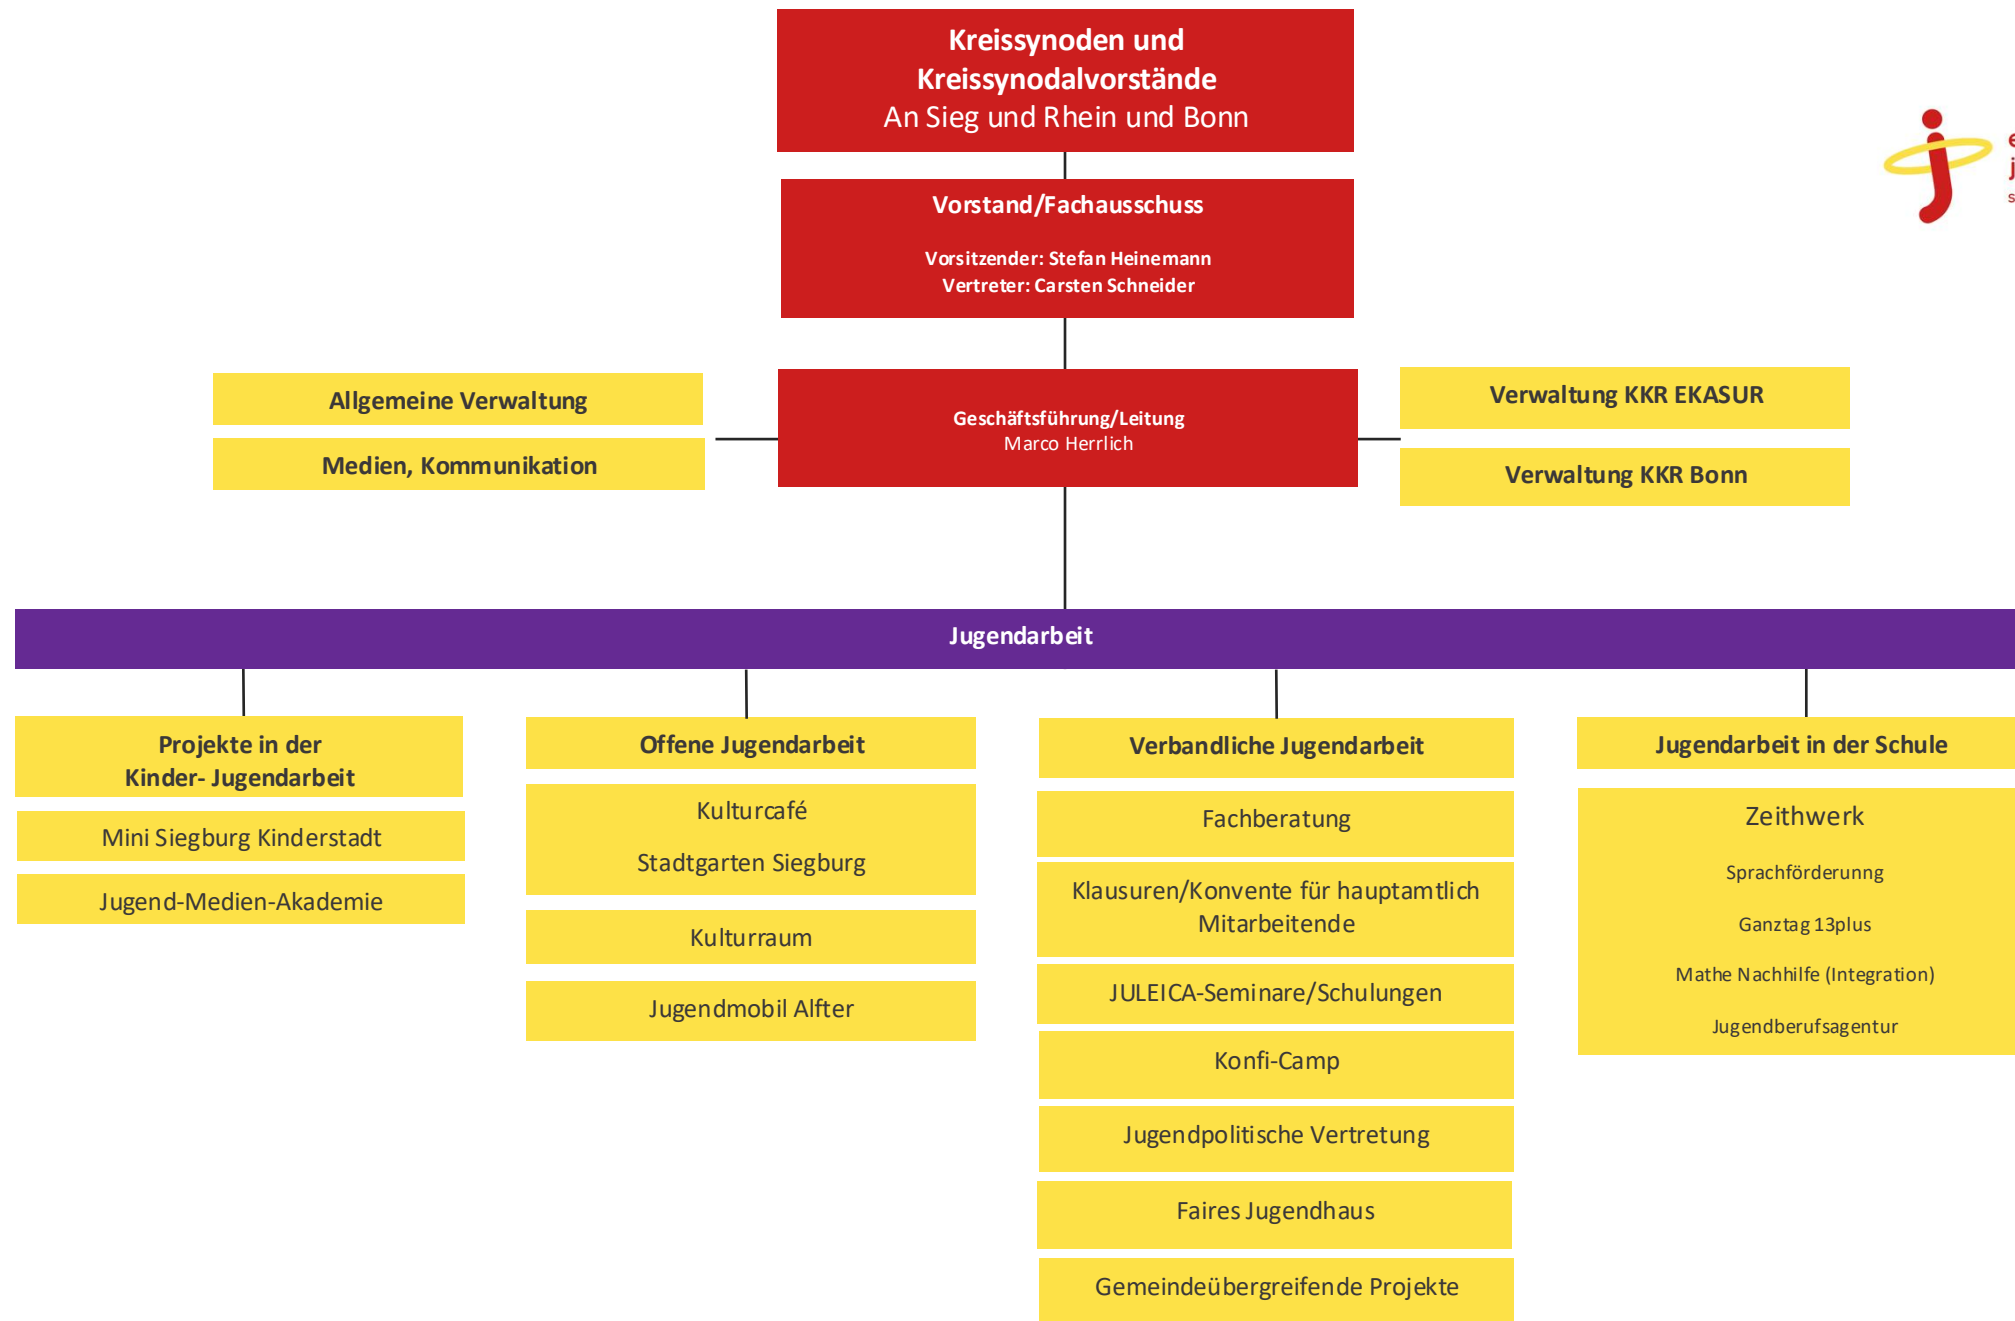 Kreissynoden und
Kreissynodalvorstände
An Sieg und Rhein und Bonn
Vorstand/Fachausschuss
Vorsitzender: Stefan Heinemann
Vertreter: Carsten Schneider
Allgemeine Verwaltung
Medien, Kommunikation
Geschäftsführung/Leitung
Marco Herrlich
Verwaltung KKR EKASUR
Verwaltung KKR Bonn
Jugendarbeit
Projekte in der
Kinder- Jugendarbeit
Mini Siegburg Kinderstadt
Jugend-Medien-Akademie
Offene Jugendarbeit
Kulturcafé
Stadtgarten Siegburg
Kulturraum
Jugendmobil Alfter
Verbandliche Jugendarbeit
Fachberatung
Klausuren/Konvente für hauptamtlich
Mitarbeitende
JULEICA-Seminare/Schulungen
Konfi-Camp
Jugendpolitische Vertretung
Faires Jugendhaus
Gemeindeübergreifende Projekte
Jugendarbeit in der Schule
Zeithwerk
Sprachförderunng
Ganztag 13plus
Mathe Nachhilfe (Integration)
Jugendberufsagentur